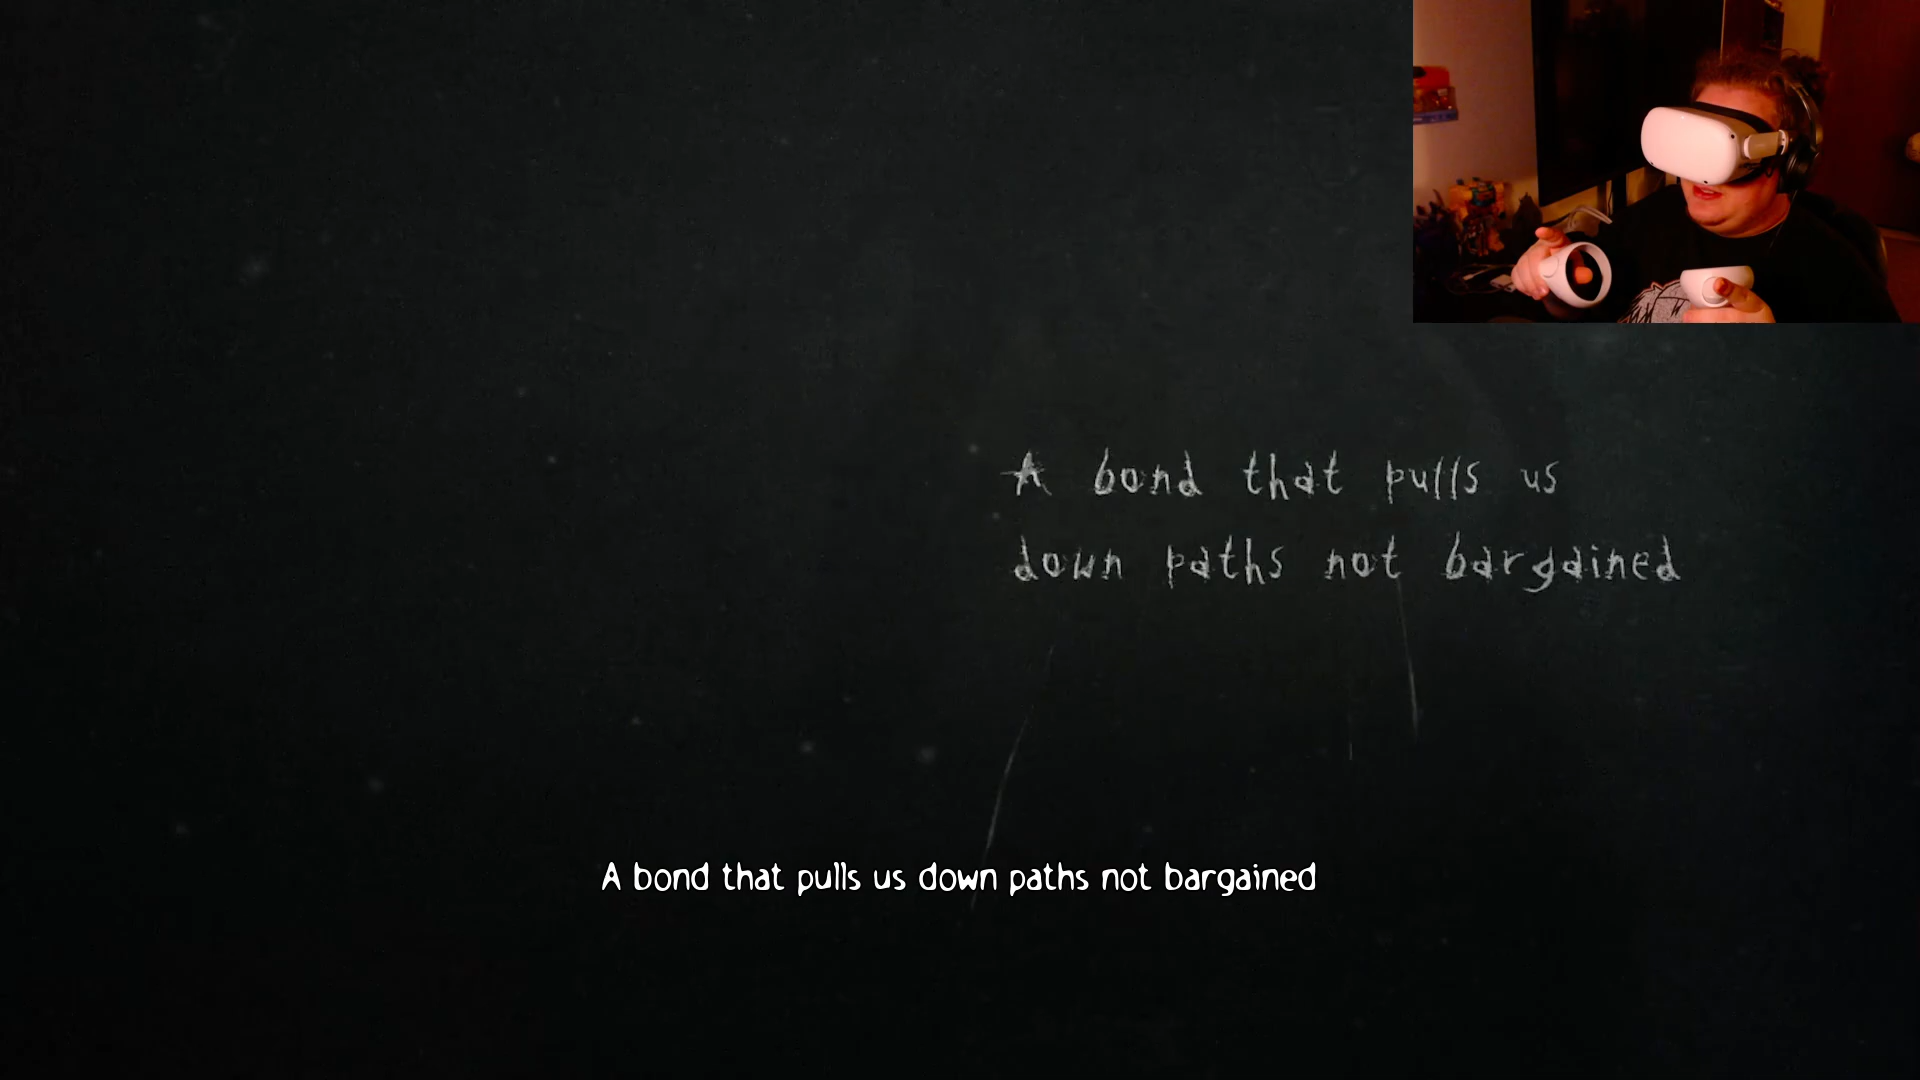 A bond that pulls us
down paths not bargained
A bond that pulls us down paths not bargained